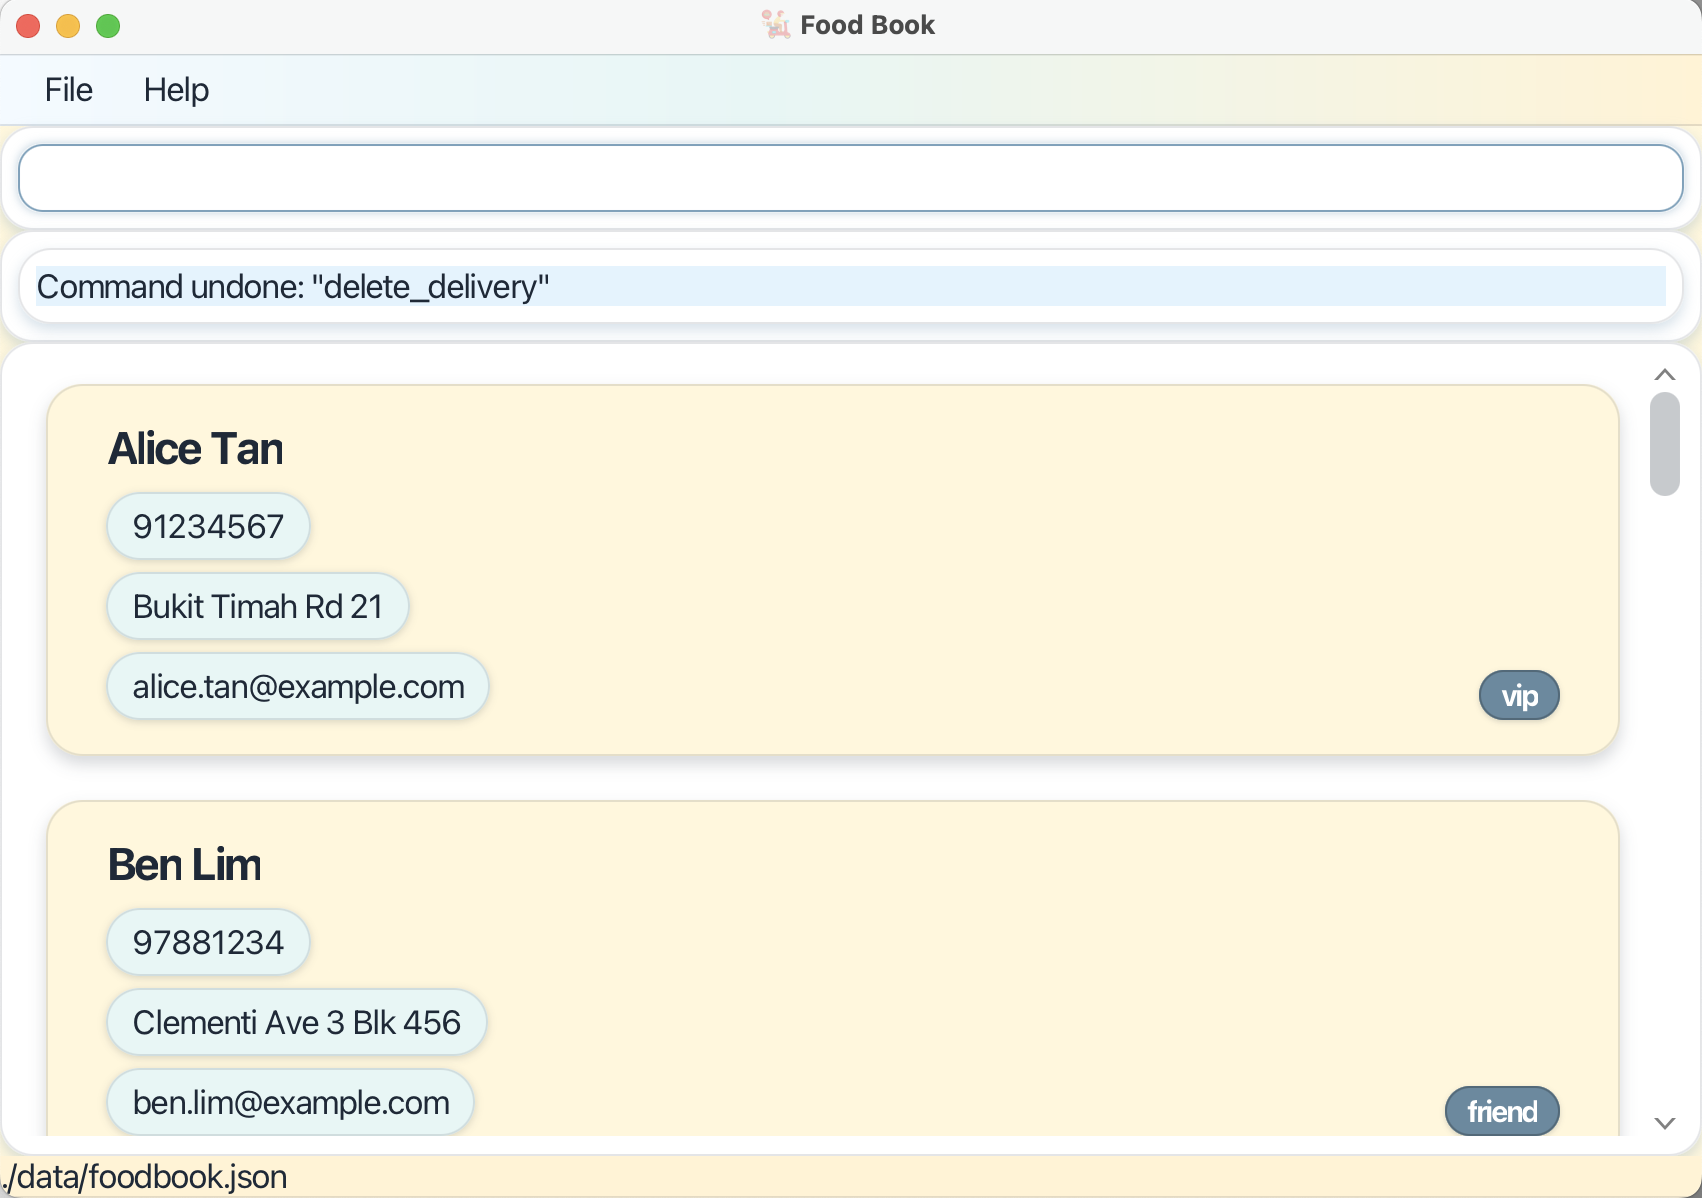 Food Book
File Help
Command undone: "delete_delivery"
Alice Tan
91234567
Bukit Timah Rd 21
alice.tan@example.com
vip
Ben Lim
97881234
Clementi Ave 3 Blk 456
ben.lim@example.com
friend
./data/foodbook.json